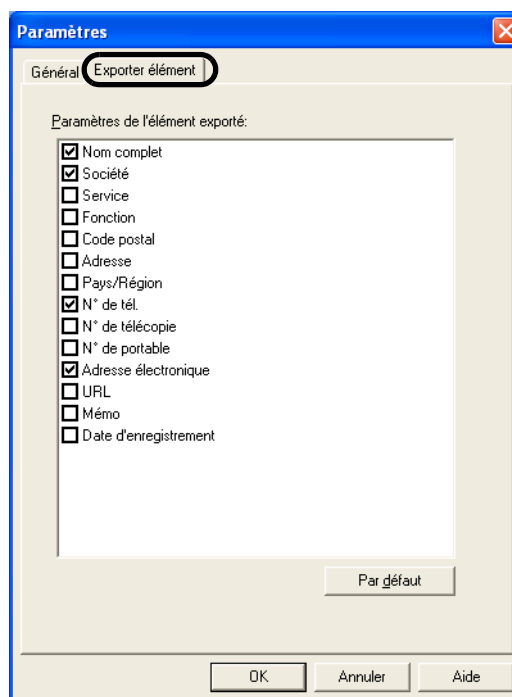 Paramètres
Général Exporter élément
Paramètres de l'élément exporté:
Nom complet
Société
Service
Fonction
Code postal
Adresse
Pays/Région
N° de tél.
N° de télécopie
N° de portable
Adresse électronique
URL
Mémo
Date d'enregistrement
Par défaut
OK Annuler Aide